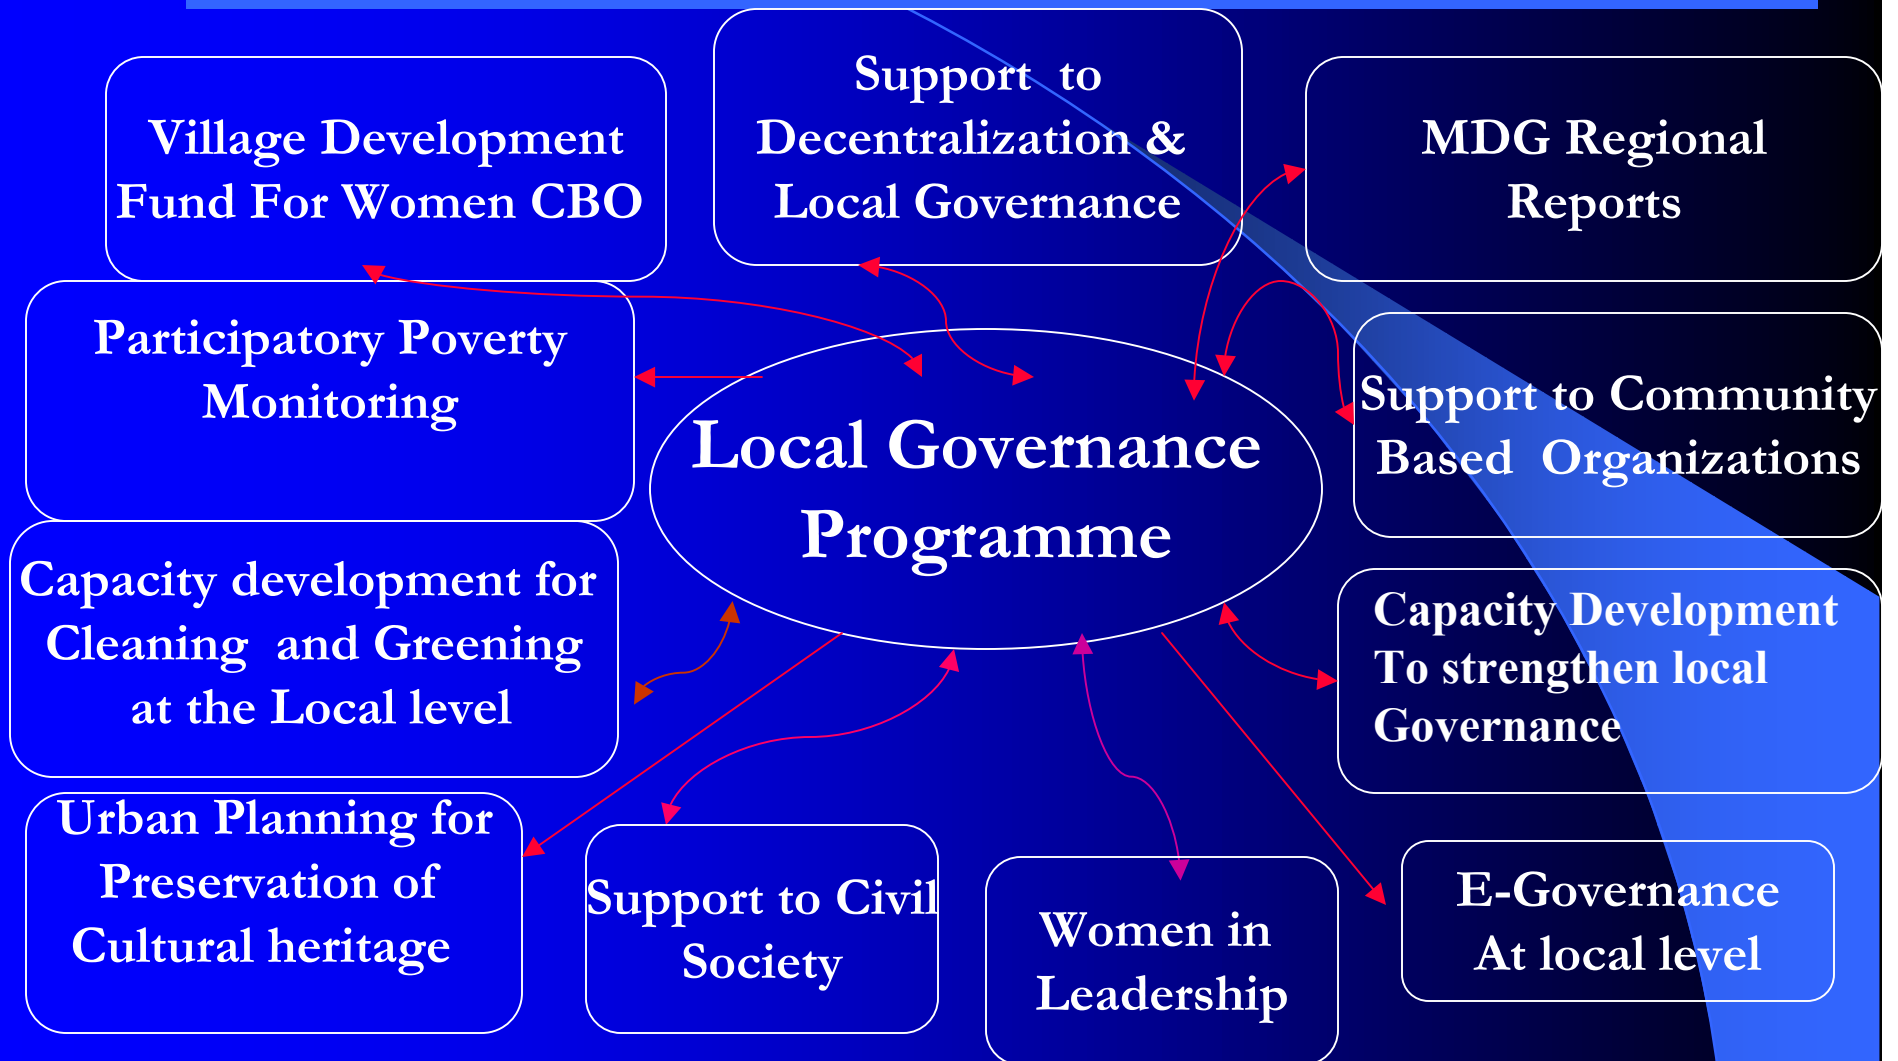 Support to
Decentralization &
Local Governance
Village Development
Fund For Women CBO
MDG Regional
Reports
Participatory Poverty
Monitoring
Support to Community
Based Organizations
Local Governance
Programme
Capacity development for
Cleaning and Greening
at the Local level
Capacity Development
To strengthen local
Governance
Urban Planning for
Preservation of
Cultural heritage
Support to Civil
Society
Women in
Leadership
E-Governance
At local level